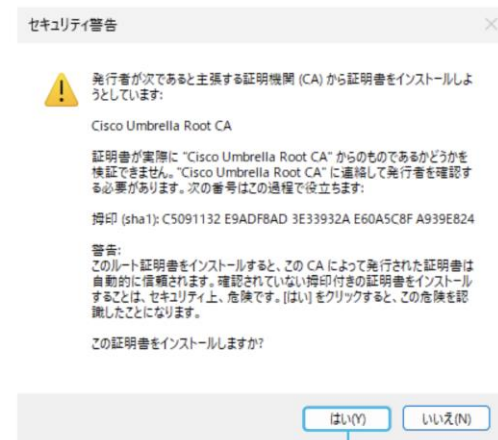 セキュリティ警告
発行者が次であると主張する証明機関 (CA) から証明書をインストールしよ
うとしています:
Cisco Umbrella Root CA
証明書が実際に "Cisco Umbrella Root CA" からのものであるかどうかを
検証できません。"Cisco Umbrella Root CA" に連絡して発行者を確認す
る必要があります。次の番号はこの過程で役立ちます:
拇印 (sha1): C5091132 E9ADF8AD 3E33932A E60A5C8F A939E824
警告:
このルート証明書をインストールすると、この CA によって発行された証明書は
自動的に信頼されます。確認されていない拇印付きの証明書をインストール
することは、セキュリティ上、危険です。[はい] をクリックすると、この危険を認
識したことになります。
この証明書をインストールしますか?
はい(Y)
いいえ(N)